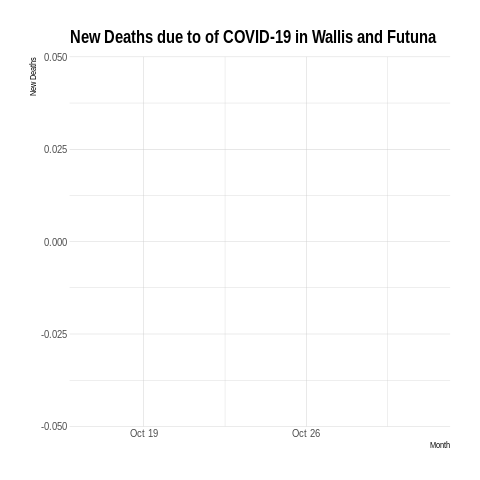 New Deaths due to of COVID-19 in Wallis and Futuna
New Deaths
0.050
0.025
0.000
-0.025
-0.050
Oct 19 Oct 26
Month